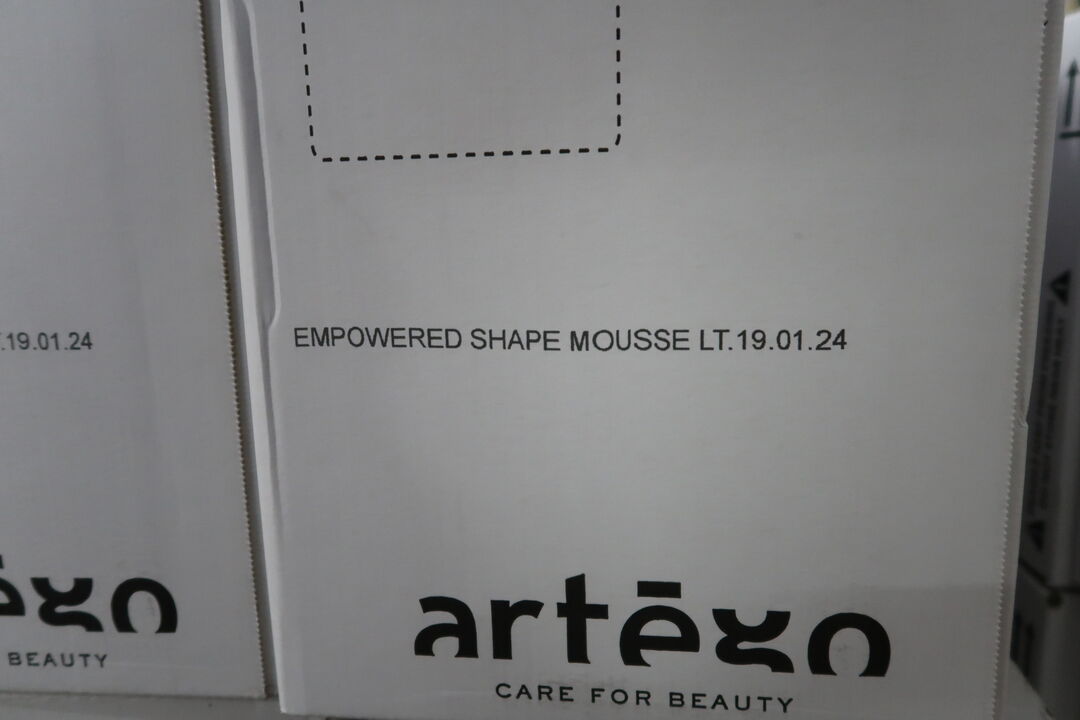 .19.01.24
EMPOWERED SHAPE MOUSSE LT.19.01.24
artēgo
CARE FOR BEAUTY
BEAUTY